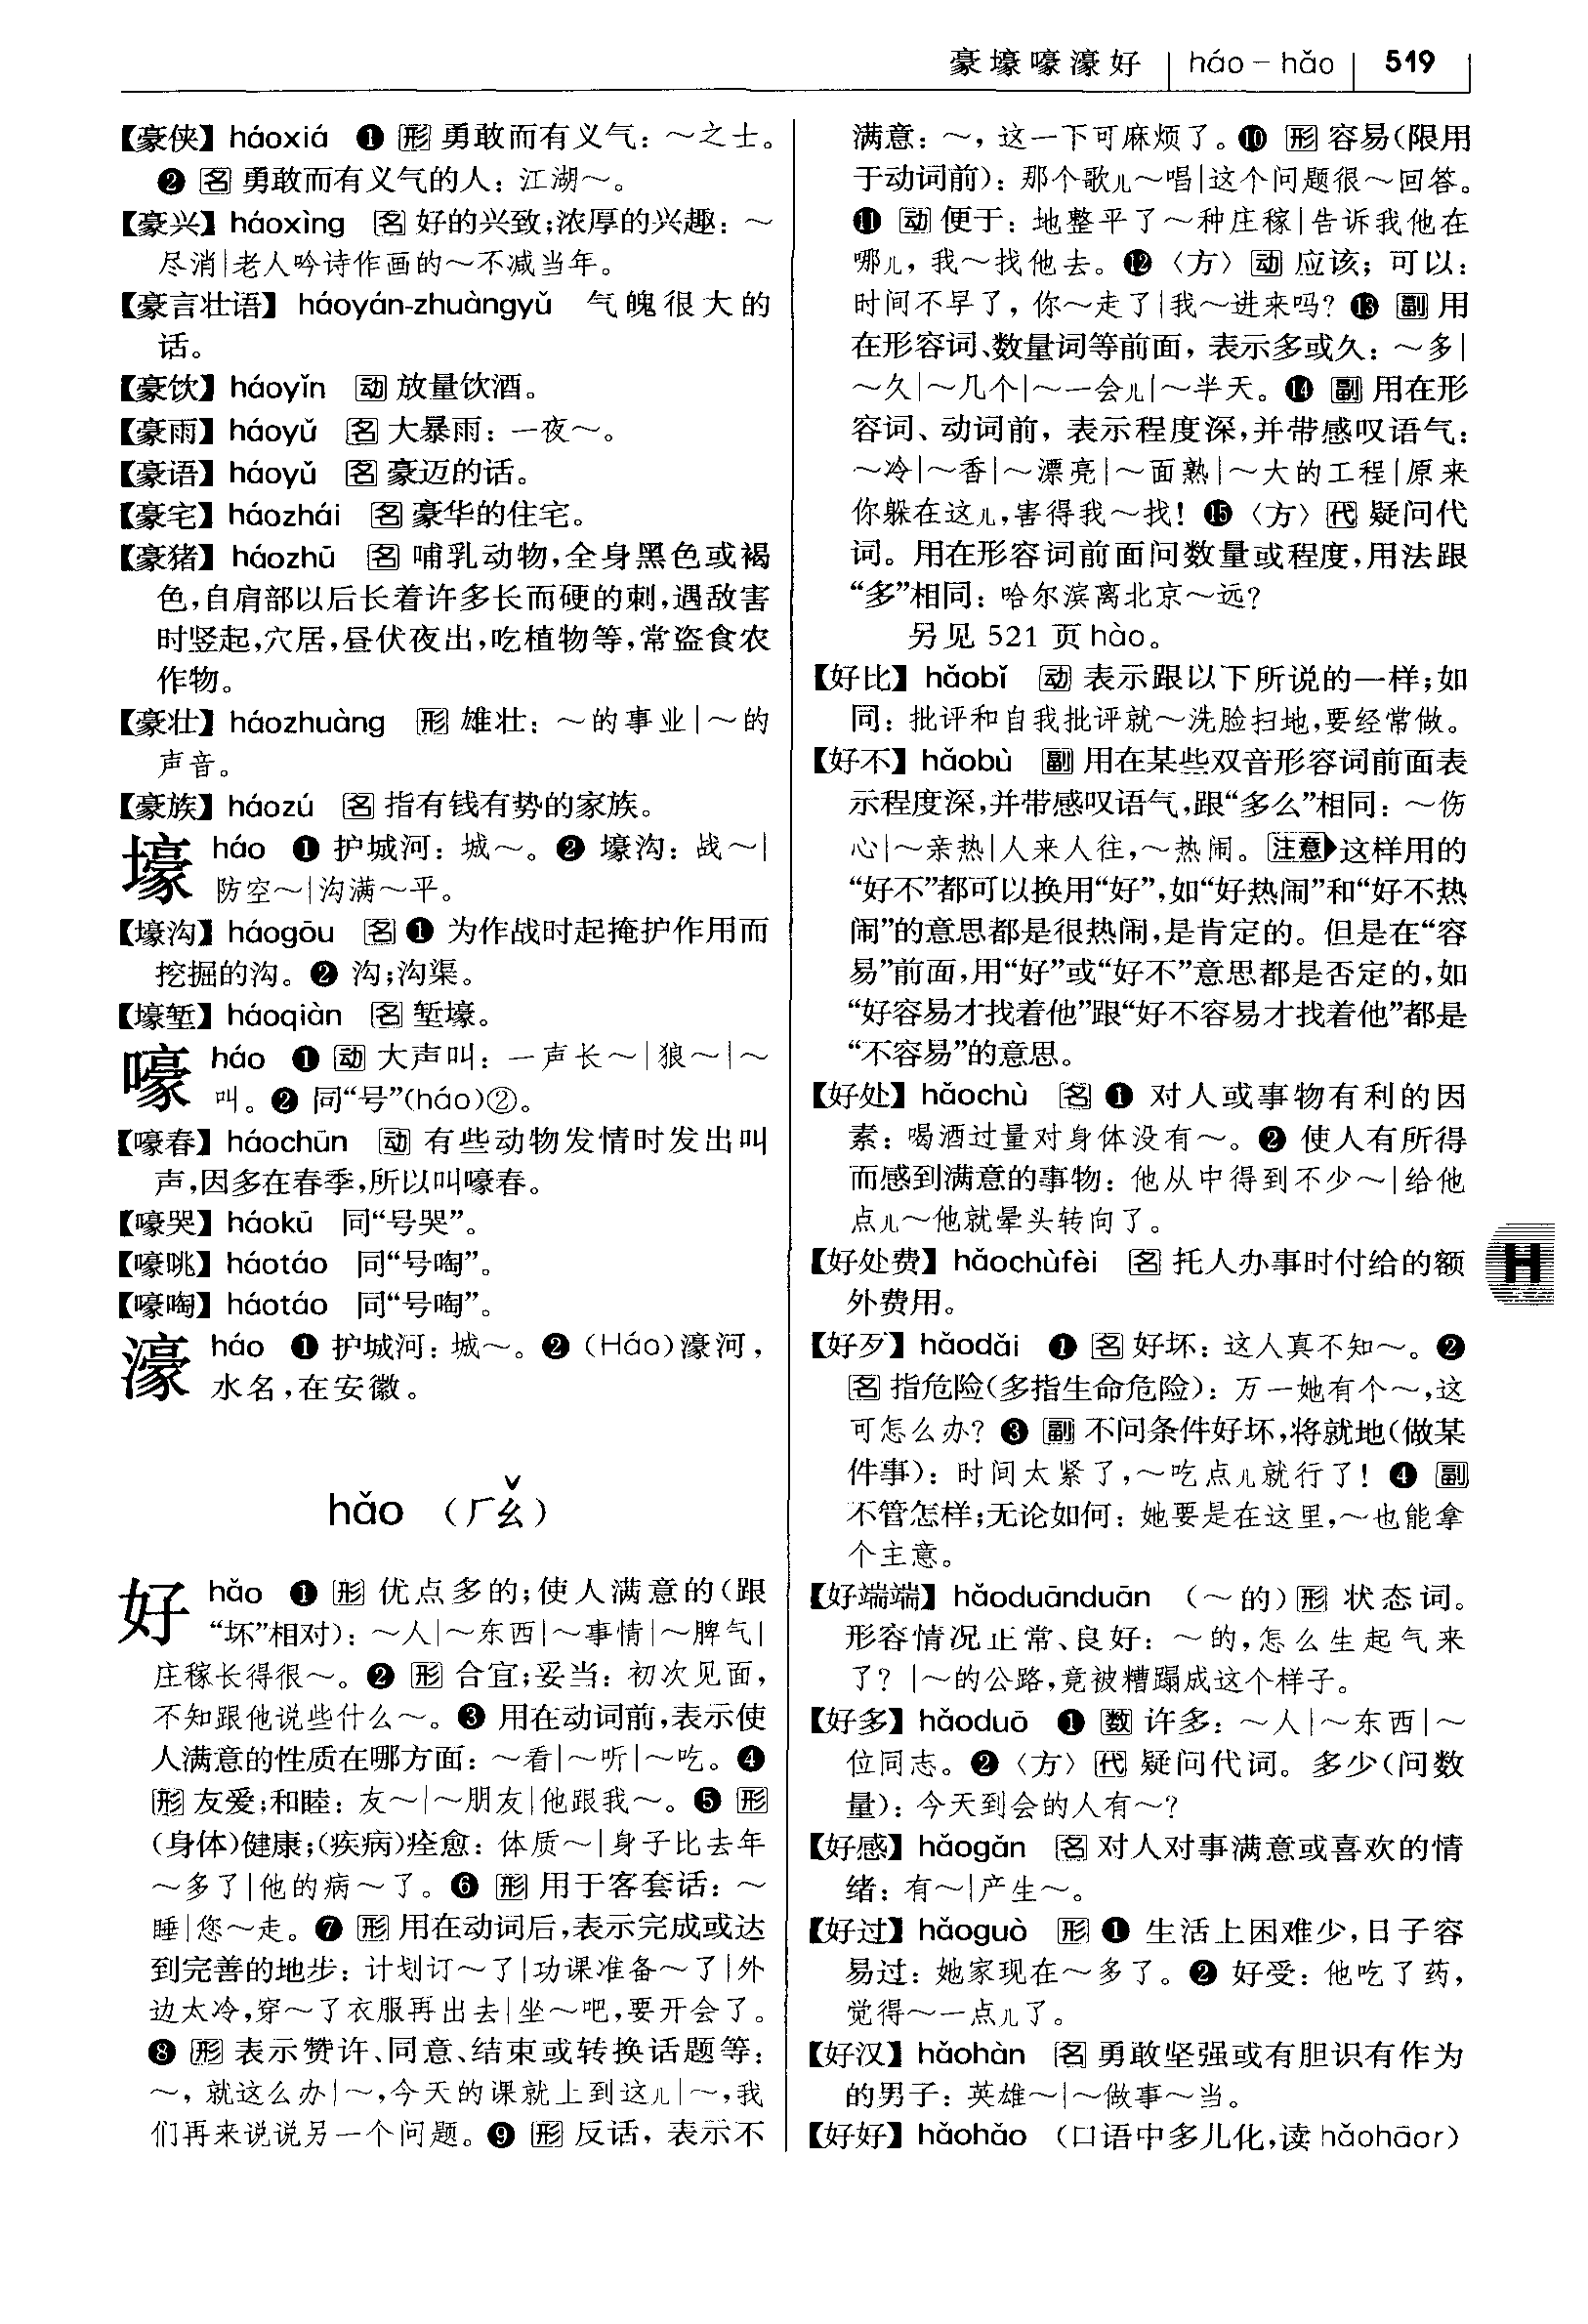 豪壕嚎濠好 háo－hǎo 519
【豪侠】háoxiá ❶ 形 勇敢而有义气：～之士。
❷ 名 勇敢而有义气的人：江湖～。
【豪兴】háoxìng 名 好的兴致；浓厚的兴趣：～
尽消|老人吟诗作画的～不减当年。
【豪言壮语】háoyán-zhuàngyǔ 气魄很大的
话。
【豪饮】háoyǐn 动 放量饮酒。
【豪雨】háoyǔ 名 大暴雨：一夜～。
【豪语】háoyǔ 名 豪迈的话。
【豪宅】háozhái 名 豪华的住宅。
【豪猪】háozhū 名 哺乳动物，全身黑色或褐
色，自肩部以后长着许多长而硬的刺，遇敌害
时竖起，穴居，昼伏夜出，吃植物等，常盗食农
作物。
【豪壮】háozhuàng 形 雄壮：～的事业|～的
声音。
【豪族】háozú 名 指有钱有势的家族。
壕 háo ❶ 护城河：城～。❷ 壕沟：战～|
防空～|沟满～平。
【壕沟】háogōu 名 ❶ 为作战时起掩护作用而
挖掘的沟。❷ 沟；沟渠。
【壕堑】háoqiàn 名 堑壕。
嚎 háo ❶ 动 大声叫：一声长～|狼～|～
叫。❷ 同“号”(háo)②。
【嚎春】háochūn 动 有些动物发情时发出叫
声，因多在春季，所以叫嚎春。
【嚎哭】háokū 同“号哭”。
【嚎咷】háotáo 同“号啕”。
【嚎啕】háotáo 同“号啕”。
濠 háo ❶ 护城河：城～。❷ (Háo)濠河，
水名，在安徽。
hǎo （ㄏㄠˇ）
好 hǎo ❶ 形 优点多的；使人满意的（跟
“坏”相对）：～人|～东西|～事情|～脾气|
庄稼长得很～。❷ 形 合宜；妥当：初次见面，
不知跟他说些什么～。❸ 用在动词前，表示使
人满意的性质在哪方面：～看|～听|～吃。❹
形 友爱；和睦：友～|～朋友|他跟我～。❺ 形
（身体）健康；（疾病）痊愈：体质～|身子比去年
～多了|他的病～了。❻ 形 用于客套话：～
睡|您～走。❼ 形 用在动词后，表示完成或达
到完善的地步：计划订～了|功课准备～了|外
边太冷，穿～了衣服再出去|坐～吧，要开会了。
❽ 形 表示赞许、同意、结束或转换话题等：
～，就这么办|～，今天的课就上到这儿|～，我
们再来说说另一个问题。❾ 形 反话，表示不
满意：～，这一下可麻烦了。❿ 形 容易（限用
于动词前）：那个歌儿～唱|这个问题很～回答。
⓫ 动 便于：地整平了～种庄稼|告诉我他在
哪儿，我～找他去。⓬〈方〉动 应该；可以：
时间不早了，你～走了|我～进来吗？⓭ 副 用
在形容词、数量词等前面，表示多或久：～多|
～久|～几个|～一会儿|～半天。⓮ 副 用在形
容词、动词前，表示程度深，并带感叹语气：
～冷|～香|～漂亮|～面熟|～大的工程|原来
你躲在这儿，害得我～找！⓯〈方〉代 疑问代
词。用在形容词前面问数量或程度，用法跟
“多”相同：哈尔滨离北京～远？
另见 521 页 hào。
【好比】hǎobǐ 动 表示跟以下所说的一样；如
同：批评和自我批评就～洗脸扫地，要经常做。
【好不】hǎobù 副 用在某些双音形容词前面表
示程度深，并带感叹语气，跟“多么”相同：～伤
心|～亲热|人来人往，～热闹。注意 这样用的
“好不”都可以换用“好”，如“好热闹”和“好不热
闹”的意思都是很热闹，是肯定的。但是在“容
易”前面，用“好”或“好不”意思都是否定的，如
“好容易才找着他”跟“好不容易才找着他”都是
“不容易”的意思。
【好处】hǎochù 名 ❶ 对人或事物有利的因
素：喝酒过量对身体没有～。❷ 使人有所得
而感到满意的事物：他从中得到不少～|给他
点儿～他就晕头转向了。
【好处费】hǎochùfèi 名 托人办事时付给的额
外费用。
【好歹】hǎodǎi ❶ 名 好坏：这人真不知～。❷
名 指危险（多指生命危险）：万一她有个～，这
可怎么办？❸ 副 不问条件好坏，将就地（做某
件事）：时间太紧了，～吃点儿就行了！❹ 副
不管怎样；无论如何：她要是在这里，～也能拿
个主意。
【好端端】hǎoduānduān （～的）形 状态词。
形容情况正常、良好：～的，怎么生起气来
了？|～的公路，竟被糟蹋成这个样子。
【好多】hǎoduō ❶ 数 许多：～人|～东西|～
位同志。❷〈方〉代 疑问代词。多少（问数
量）：今天到会的人有～？
【好感】hǎogǎn 名 对人对事满意或喜欢的情
绪：有～|产生～。
【好过】hǎoguò 形 ❶ 生活上困难少，日子容
易过：她家现在～多了。❷ 好受：他吃了药，
觉得～一点儿了。
【好汉】hǎohàn 名 勇敢坚强或有胆识有作为
的男子：英雄～|～做事～当。
【好好】hǎohǎo （口语中多儿化，读 hǎohāor）
H